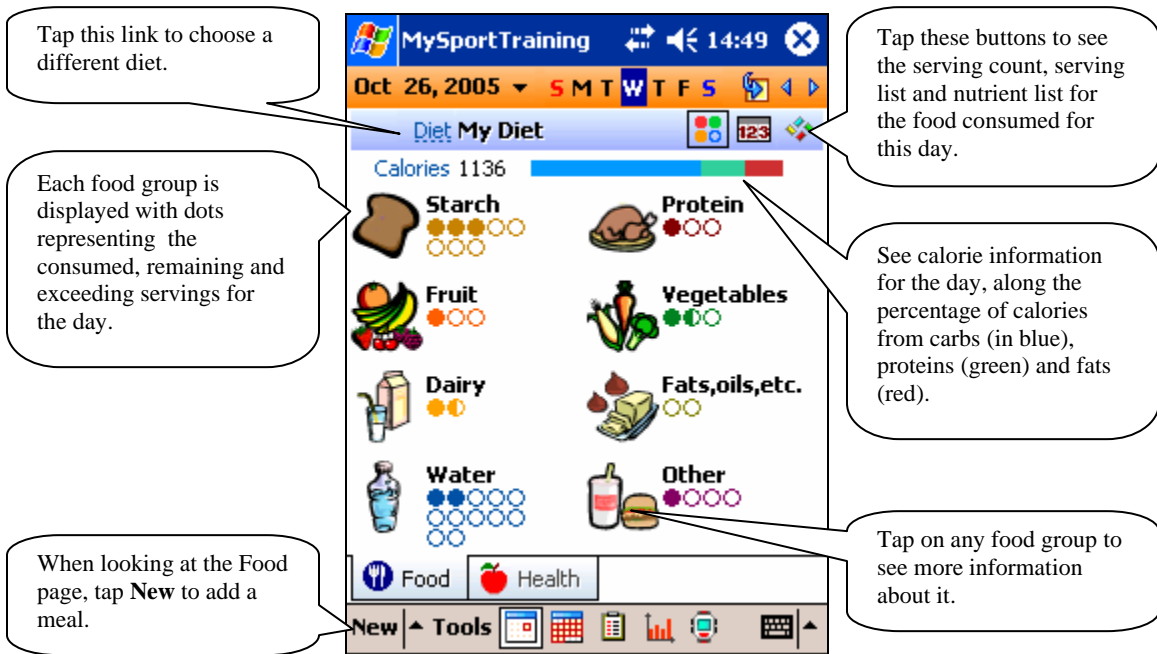 Tap this link to choose a
different diet.
Each food group is
displayed with dots
representing the
consumed, remaining and
exceeding servings for
the day.
When looking at the Food
page, tap New to add a
meal.
MySportTraining 14:49
Oct 26, 2005 S M T W T F S
Diet My Diet 123
Calories 1136
Starch Protein
Fruit Vegetables
Dairy Fats,oils,etc.
Water Other
Food Health
New Tools
Tap these buttons to see
the serving count, serving
list and nutrient list for
the food consumed for
this day.
See calorie information
for the day, along the
percentage of calories
from carbs (in blue),
proteins (green) and fats
(red).
Tap on any food group to
see more information
about it.